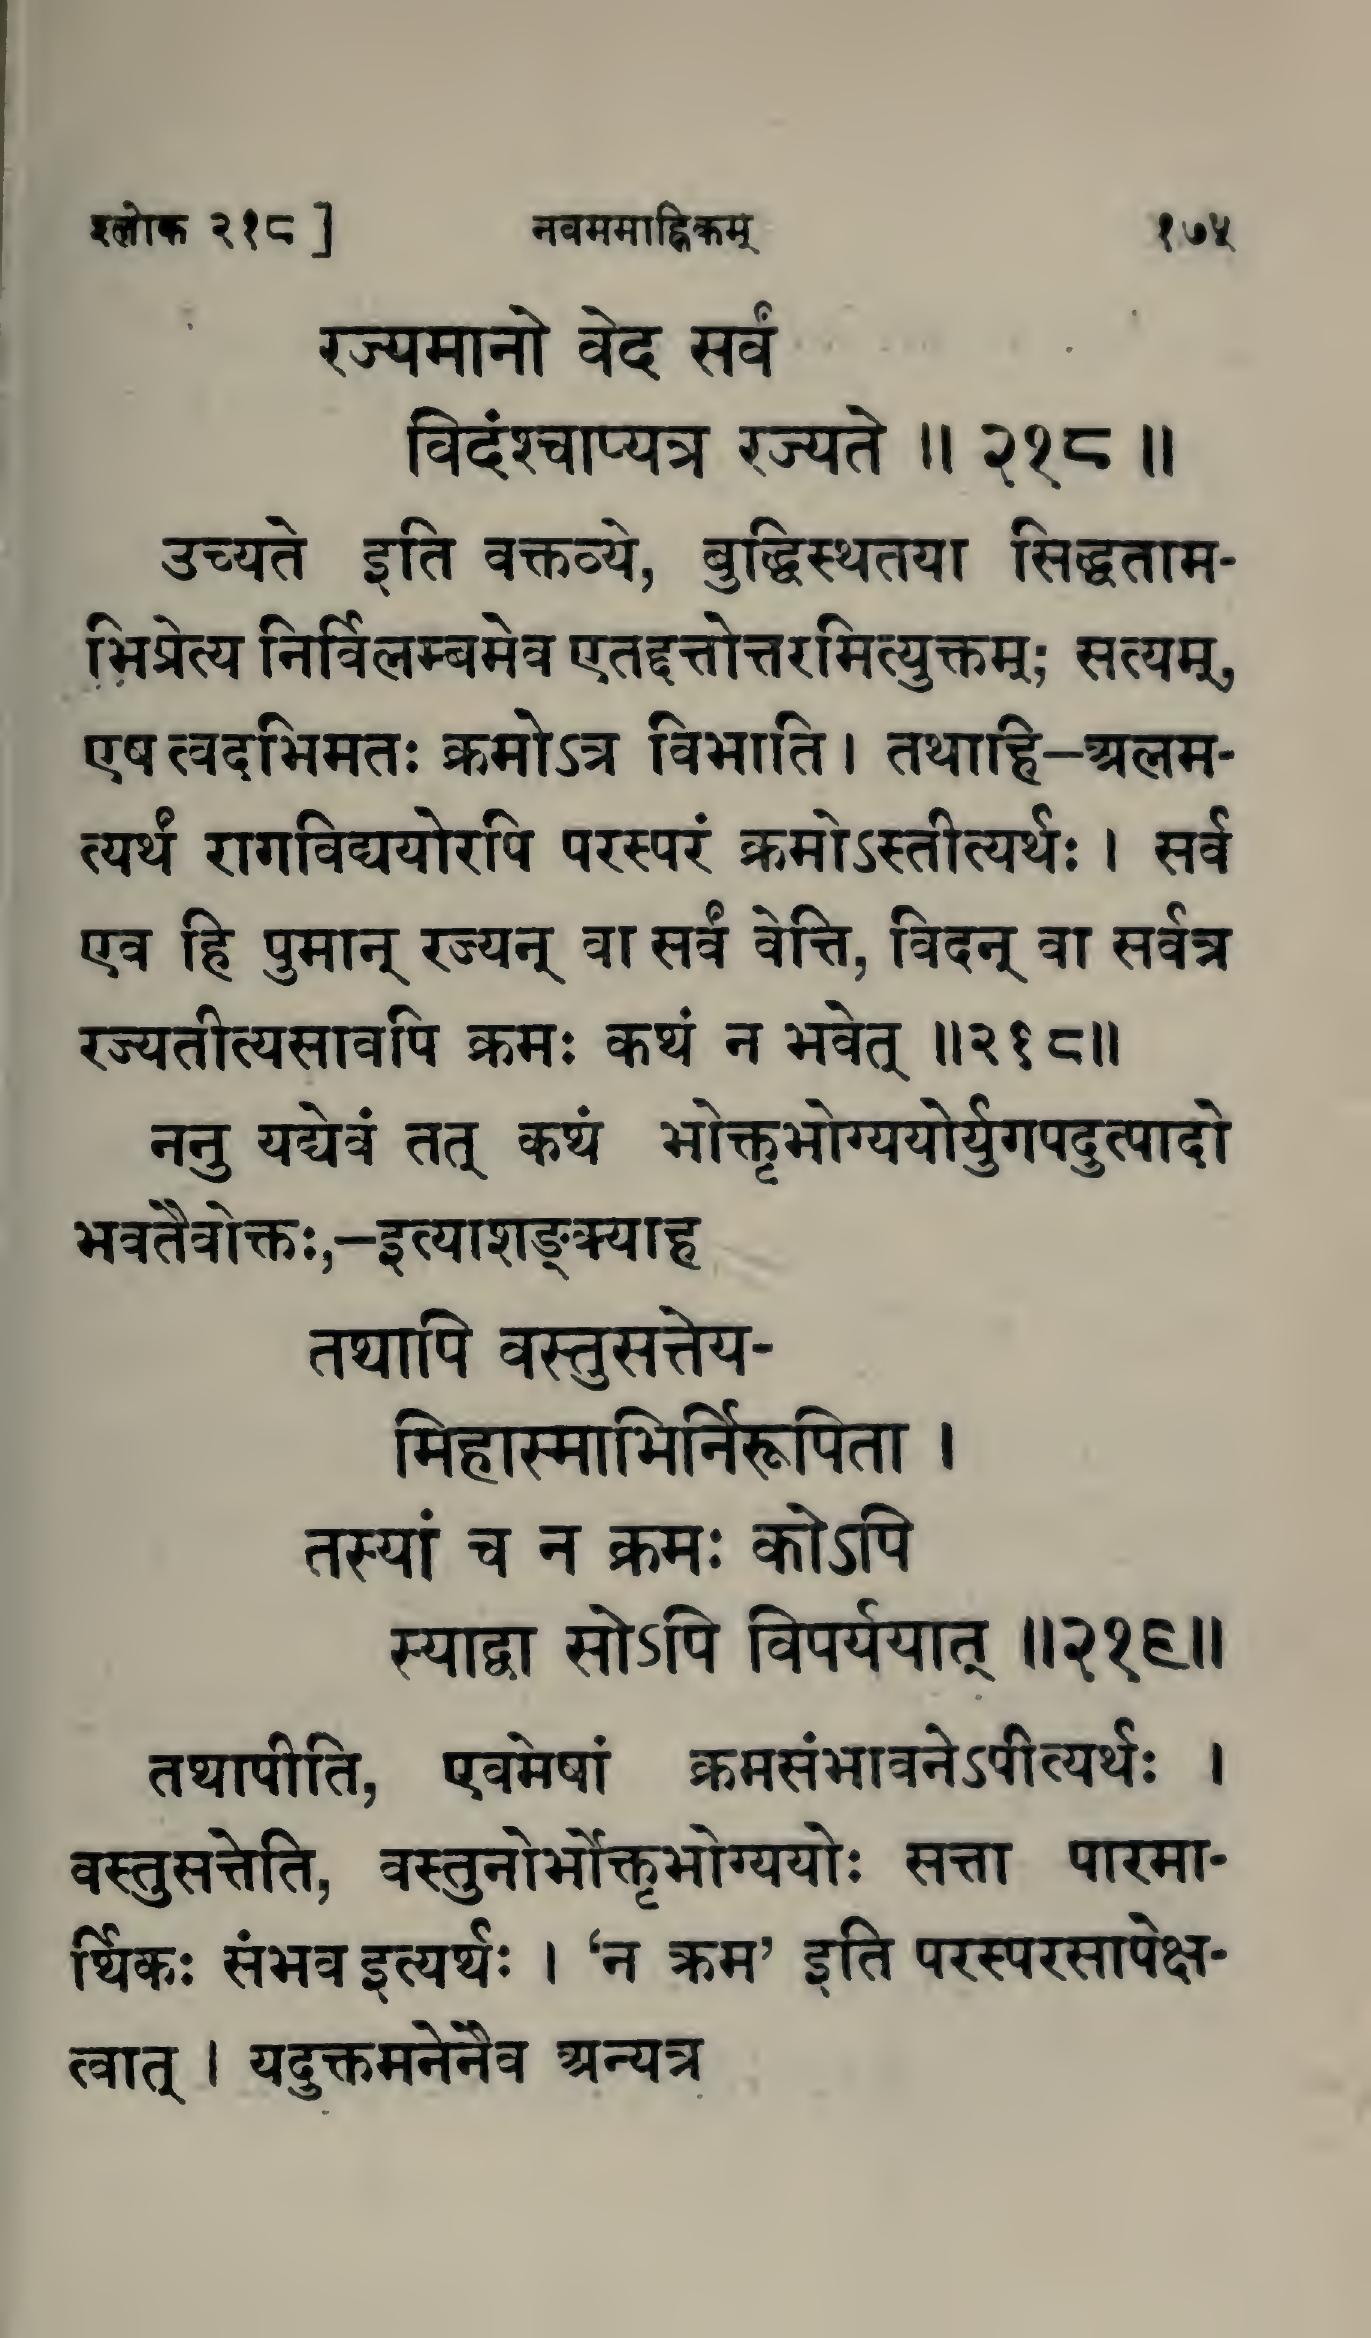 श्लोक २१८ ] नवममाह्निकम् १७५
रज्यमानो वेद सर्वं
विदंश्चाप्यत्र रज्यते ॥ २१८ ॥
उच्यते इति वक्तव्ये, बुद्धिस्थतया सिद्धताम-
भिप्रेत्य निर्विलम्बमेव एतद्दत्तोत्तरमित्युक्तम्; सत्यम्,
एष त्वदभिमतः क्रमोऽत्र विभाति । तथाहि—अलम-
त्यर्थं रागविद्ययोरपि परस्परं क्रमोऽस्तीत्यर्थः । सर्व
एव हि पुमान् रज्यन् वा सर्वं वेत्ति, विदन् वा सर्वत्र
रज्यतीत्यसावपि क्रमः कथं न भवेत् ॥२१८॥
ननु यद्येवं तत् कथं भोक्तृभोग्ययोर्युगपदुत्पादो
भवतैवोक्तः,—इत्याशङ्क्याह
तथापि वस्तुसत्तेय-
मिहास्माभिर्निरूपिता ।
तस्यां च न क्रमः कोऽपि
स्याद्वा सोऽपि विपर्ययात् ॥२१९॥
तथापीति, एवमेषां क्रमसंभावनेऽपीत्यर्थः ।
वस्तुसत्तेति, वस्तुनोर्भोक्तृभोग्ययोः सत्ता पारमा-
र्थिकः संभव इत्यर्थः । ‘न क्रम’ इति परस्परसापेक्ष-
त्वात् । यदुक्तमनेनैव अन्यत्र